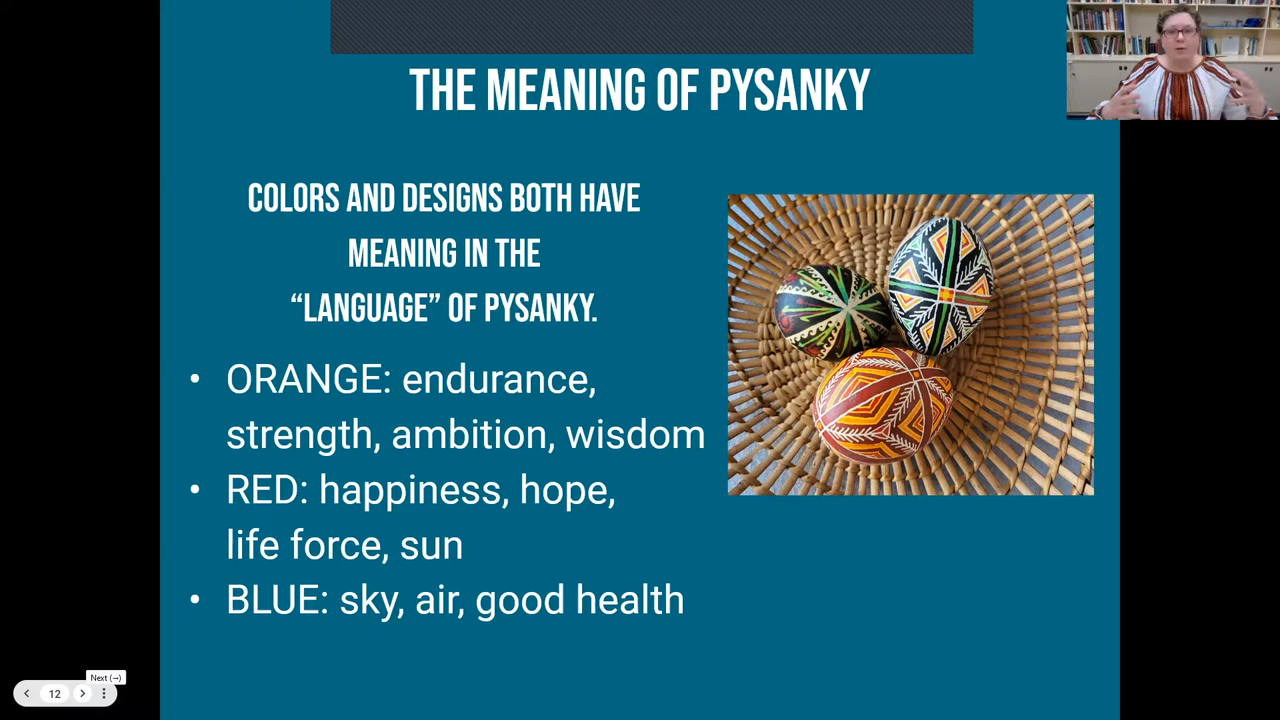 THE MEANING OF PYSANKY
COLORS AND DESIGNS BOTH HAVE
MEANING IN THE
“LANGUAGE” OF PYSANKY.
• ORANGE: endurance,
strength, ambition, wisdom
• RED: happiness, hope,
life force, sun
• BLUE: sky, air, good health
Next (→)
12